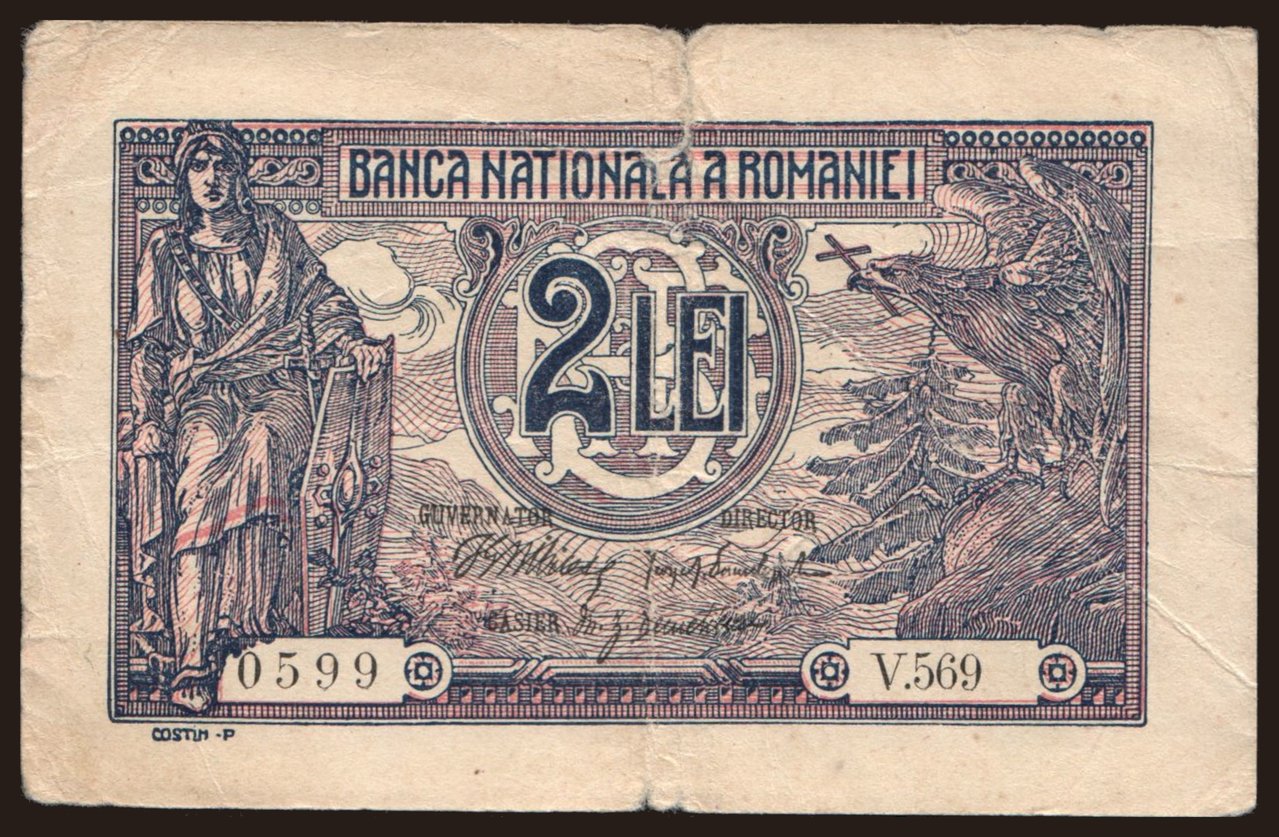 BANCA NATIONALA A ROMANIEI
2 LEI
GUVERNATOR DIRECTOR
CASIER
0599 V.569
COSTIN -P